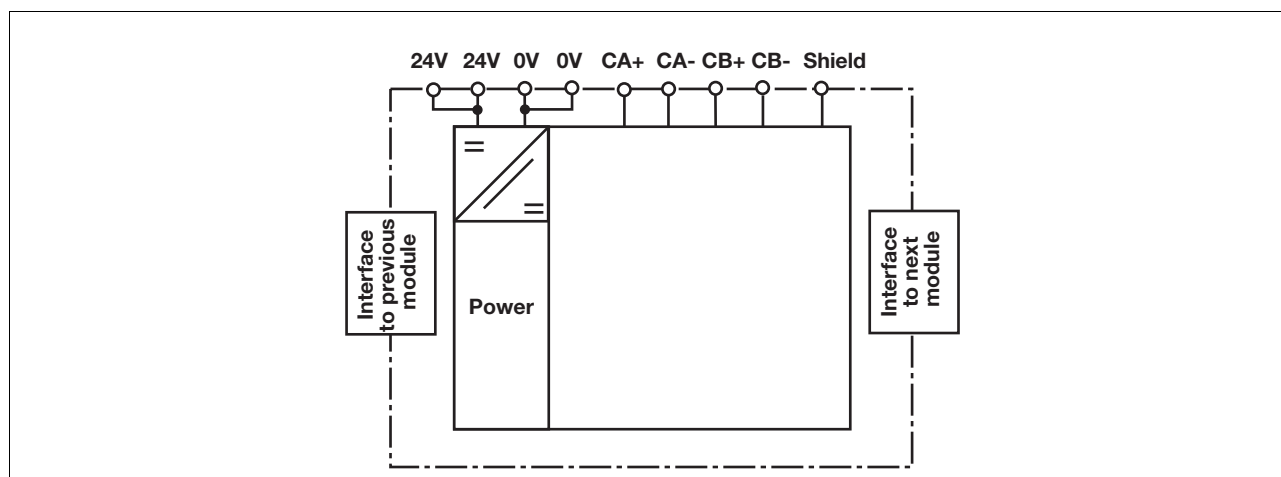 24V 24V 0V 0V CA+ CA- CB+ CB- Shield
Interface
to previous
module
Power
Interface
to next
module